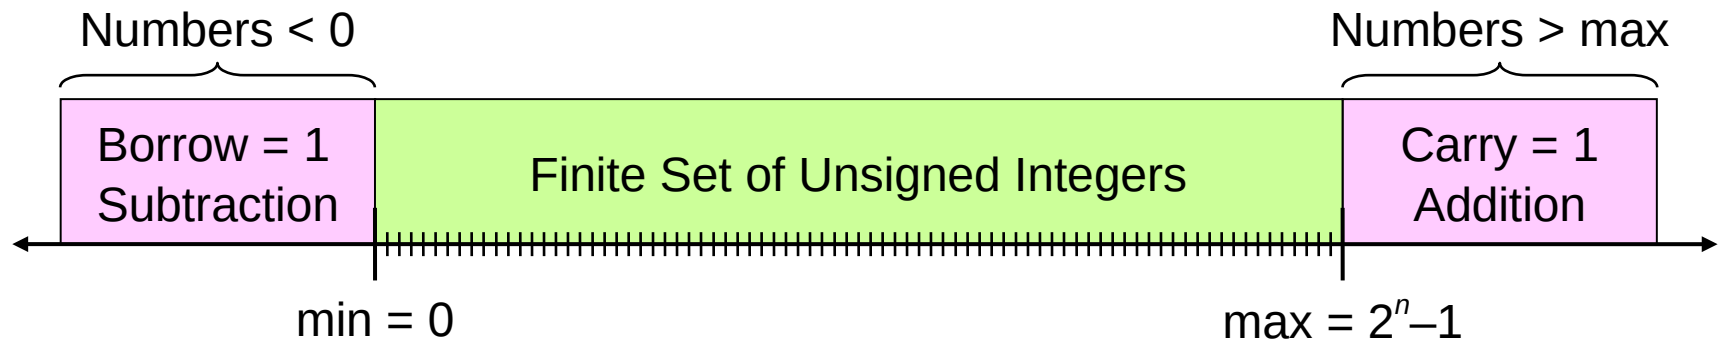 Numbers < 0
Numbers > max
Borrow = 1
Subtraction
Finite Set of Unsigned Integers
Carry = 1
Addition
min = 0
max = 2ⁿ–1